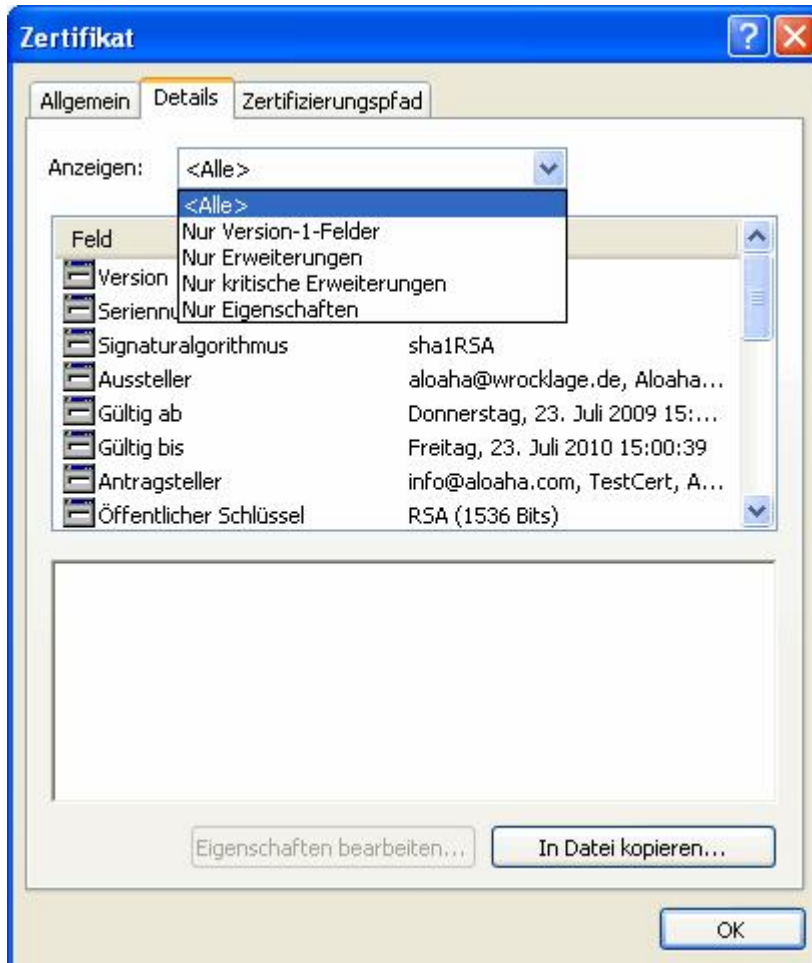 Zertifikat
Allgemein Details Zertifizierungspfad
Anzeigen: <Alle>
<Alle>
Nur Version-1-Felder
Nur Erweiterungen
Nur kritische Erweiterungen
Nur Eigenschaften
Feld
Version
Signaturalgorithmus sha1RSA
Aussteller aloaha@wrocklage.de, Aloaha...
Gültig ab Donnerstag, 23. Juli 2009 15:...
Gültig bis Freitag, 23. Juli 2010 15:00:39
Antragsteller info@aloaha.com, TestCert, A...
Öffentlicher Schlüssel RSA (1536 Bits)
Eigenschaften bearbeiten... In Datei kopieren...
OK